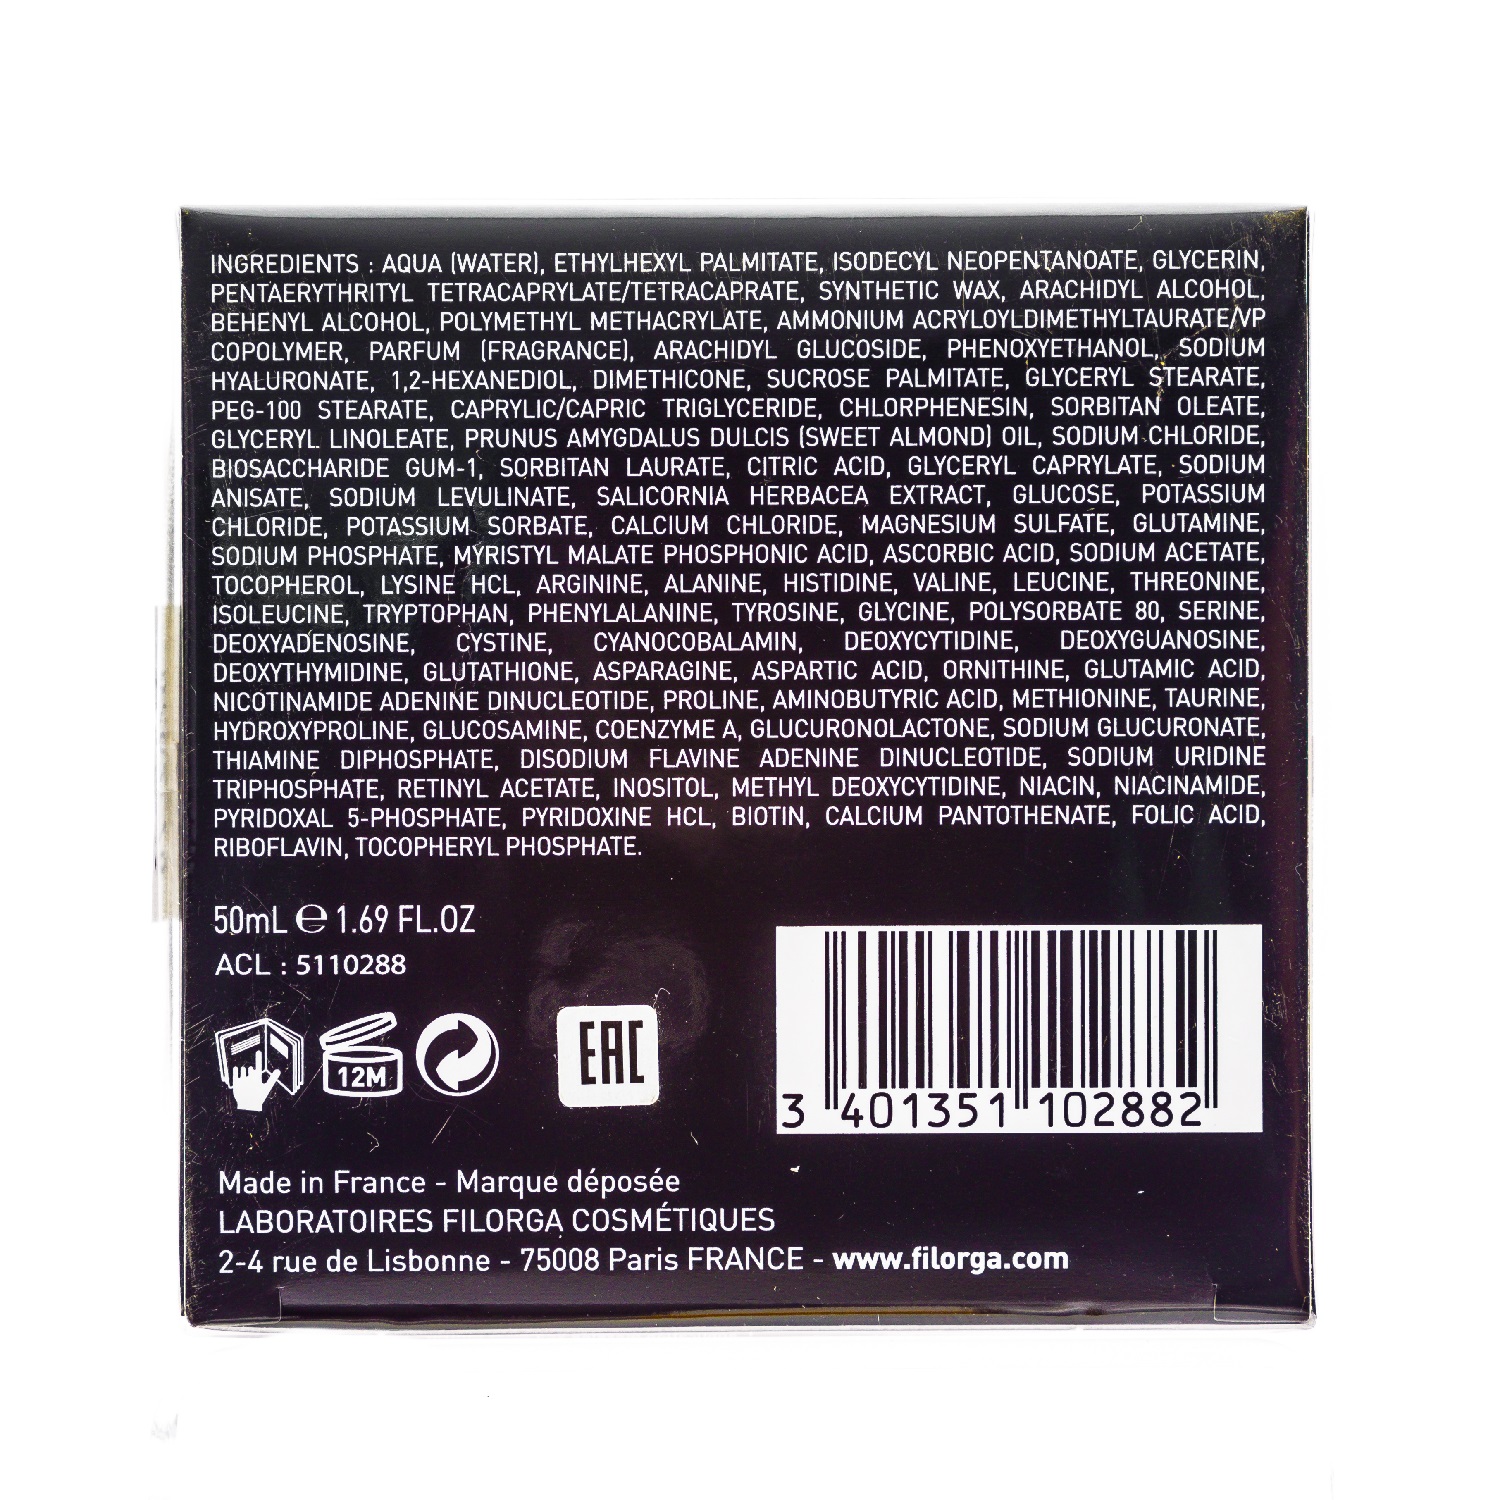 INGREDIENTS : AQUA (WATER), ETHYLHEXYL PALMITATE, ISODECYL NEOPENTANOATE, GLYCERIN,
PENTAERYTHRITYL TETRACAPRYLATE/TETRACAPRATE, SYNTHETIC WAX, ARACHIDYL ALCOHOL,
BEHENYL ALCOHOL, POLYMETHYL METHACRYLATE, AMMONIUM ACRYLOYLDIMETHYLTAURATE/VP
COPOLYMER, PARFUM (FRAGRANCE), ARACHIDYL GLUCOSIDE, PHENOXYETHANOL, SODIUM
HYALURONATE, 1,2-HEXANEDIOL, DIMETHICONE, SUCROSE PALMITATE, GLYCERYL STEARATE,
PEG-100 STEARATE, CAPRYLIC/CAPRIC TRIGLYCERIDE, CHLORPHENESIN, SORBITAN OLEATE,
GLYCERYL LINOLEATE, PRUNUS AMYGDALUS DULCIS (SWEET ALMOND) OIL, SODIUM CHLORIDE,
BIOSACCHARIDE GUM-1, SORBITAN LAURATE, CITRIC ACID, GLYCERYL CAPRYLATE, SODIUM
ANISATE, SODIUM LEVULINATE, SALICORNIA HERBACEA EXTRACT, GLUCOSE, POTASSIUM
CHLORIDE, POTASSIUM SORBATE, CALCIUM CHLORIDE, MAGNESIUM SULFATE, GLUTAMINE,
SODIUM PHOSPHATE, MYRISTYL MALATE PHOSPHONIC ACID, ASCORBIC ACID, SODIUM ACETATE,
TOCOPHEROL, LYSINE HCL, ARGININE, ALANINE, HISTIDINE, VALINE, LEUCINE, THREONINE,
ISOLEUCINE, TRYPTOPHAN, PHENYLALANINE, TYROSINE, GLYCINE, POLYSORBATE 80, SERINE,
DEOXYADENOSINE, CYSTINE, CYANOCOBALAMIN, DEOXYCYTIDINE, DEOXYGUANOSINE,
DEOXYTHYMIDINE, GLUTATHIONE, ASPARAGINE, ASPARTIC ACID, ORNITHINE, GLUTAMIC ACID,
NICOTINAMIDE ADENINE DINUCLEOTIDE, PROLINE, AMINOBUTYRIC ACID, METHIONINE, TAURINE,
HYDROXYPROLINE, GLUCOSAMINE, COENZYME A, GLUCURONOLACTONE, SODIUM GLUCURONATE,
THIAMINE DIPHOSPHATE, DISODIUM FLAVINE ADENINE DINUCLEOTIDE, SODIUM URIDINE
TRIPHOSPHATE, RETINYL ACETATE, INOSITOL, METHYL DEOXYCYTIDINE, NIACIN, NIACINAMIDE,
PYRIDOXAL 5-PHOSPHATE, PYRIDOXINE HCL, BIOTIN, CALCIUM PANTOTHENATE, FOLIC ACID,
RIBOFLAVIN, TOCOPHERYL PHOSPHATE.
50mL ℮ 1.69 FL.OZ
ACL : 5110288
12M
EAC
3 401351 102882
Made in France - Marque déposée
LABORATOIRES FILORGA COSMÉTIQUES
2-4 rue de Lisbonne - 75008 Paris FRANCE - www.filorga.com